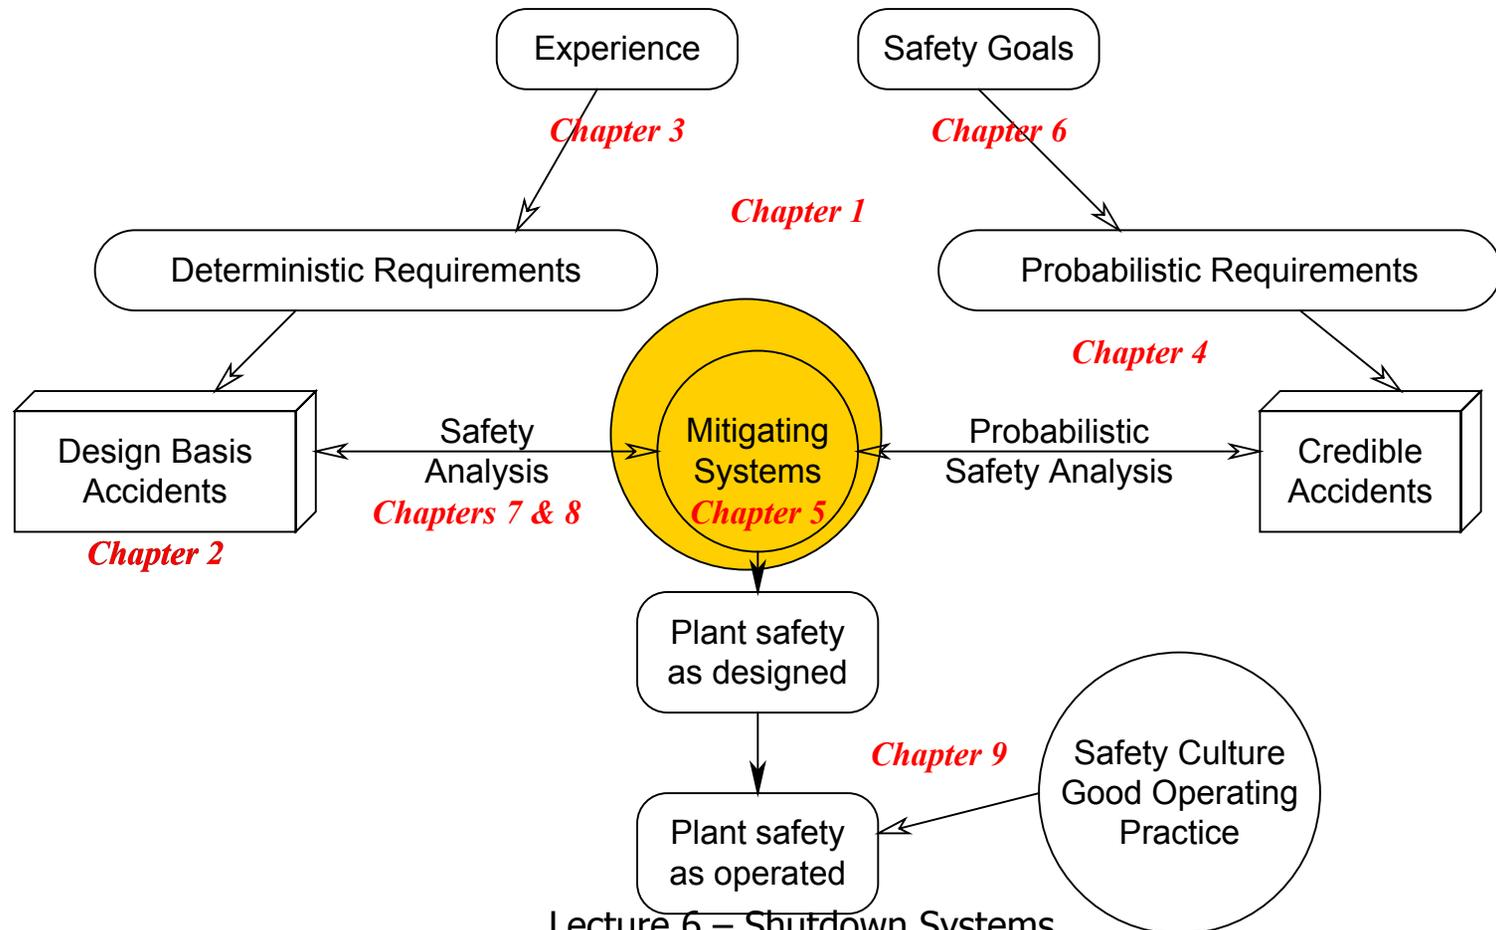 Experience
Safety Goals
Chapter 3
Chapter 6
Chapter 1
Deterministic Requirements
Probabilistic Requirements
Chapter 4
Design Basis
Accidents
Chapter 2
Safety
Analysis
Chapters 7 & 8
Mitigating
Systems
Chapter 5
Probabilistic
Safety Analysis
Credible
Accidents
Plant safety
as designed
Chapter 9
Safety Culture
Good Operating
Practice
Plant safety
as operated
Lecture 6 – Shutdown Systems